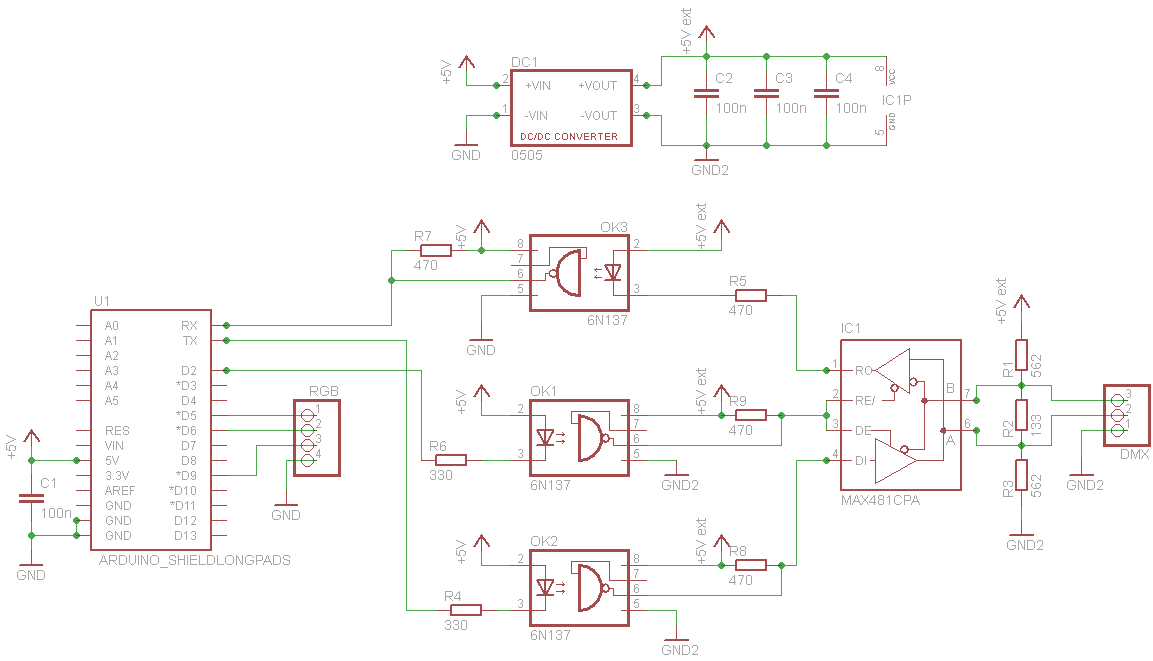 +5V ext
+5V
DC1
2
+VIN
+VOUT
4
1
-VIN
-VOUT
3
DC/DC CONVERTER
0505
GND
C2
100n
C3
100n
C4
100n
8
VCC
IC1P
5
GND
GND2
R7
470
+5V
OK3
8
7
6
5
2
3
6N137
+5V ext
GND
R5
470
U1
A0
A1
A2
A3
A4
A5
RES
VIN
5V
3.3V
AREF
GND
GND
GND
RX
TX
D2
*D3
D4
*D5
*D6
D7
D8
*D9
*D10
*D11
D12
D13
ARDUINO_SHIELDLONGPADS
+5V
C1
100n
GND
RGB
1
2
3
4
GND
+5V
OK1
2
3
8
7
6
5
6N137
R6
330
+5V ext
R9
470
GND2
+5V
OK2
2
3
8
7
6
5
6N137
R4
330
+5V ext
R8
470
GND2
IC1
1
RO
2
RE/
3
DE
4
DI
B
7
A
6
MAX481CPA
+5V ext
R1
562
R2
133
R3
562
GND2
3
2
1
DMX
GND2